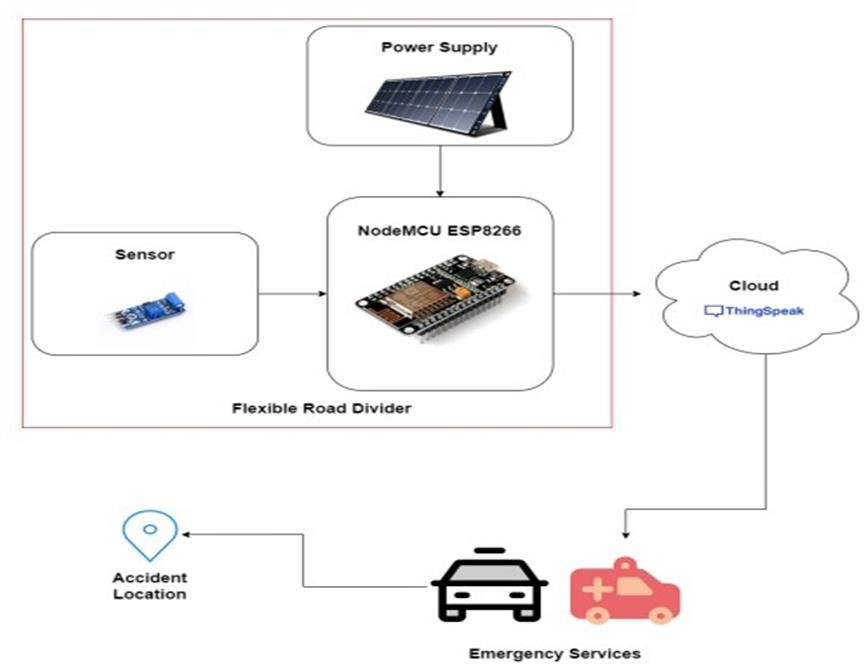 Power Supply
NodeMCU ESP8266
Sensor
Cloud
ThingSpeak
Flexible Road Divider
Accident
Location
Emergency Services